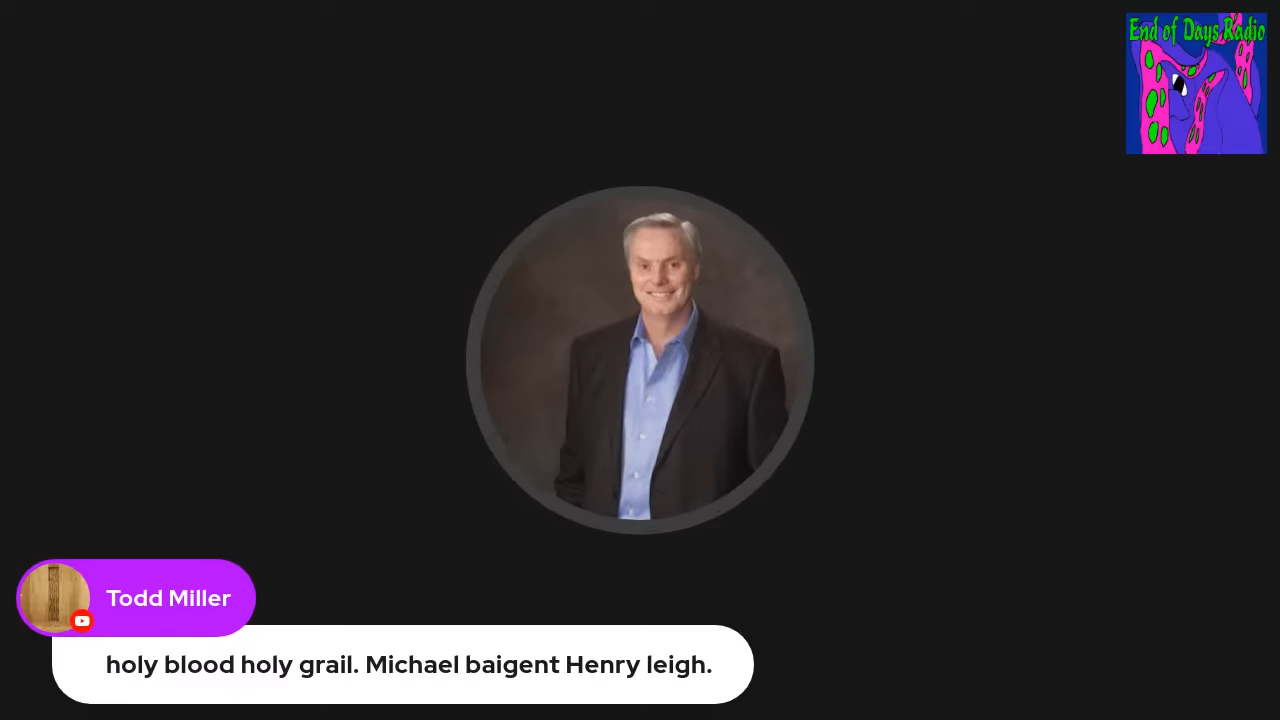 End of Days Radio
Todd Miller
holy blood holy grail. Michael baigent Henry leigh.